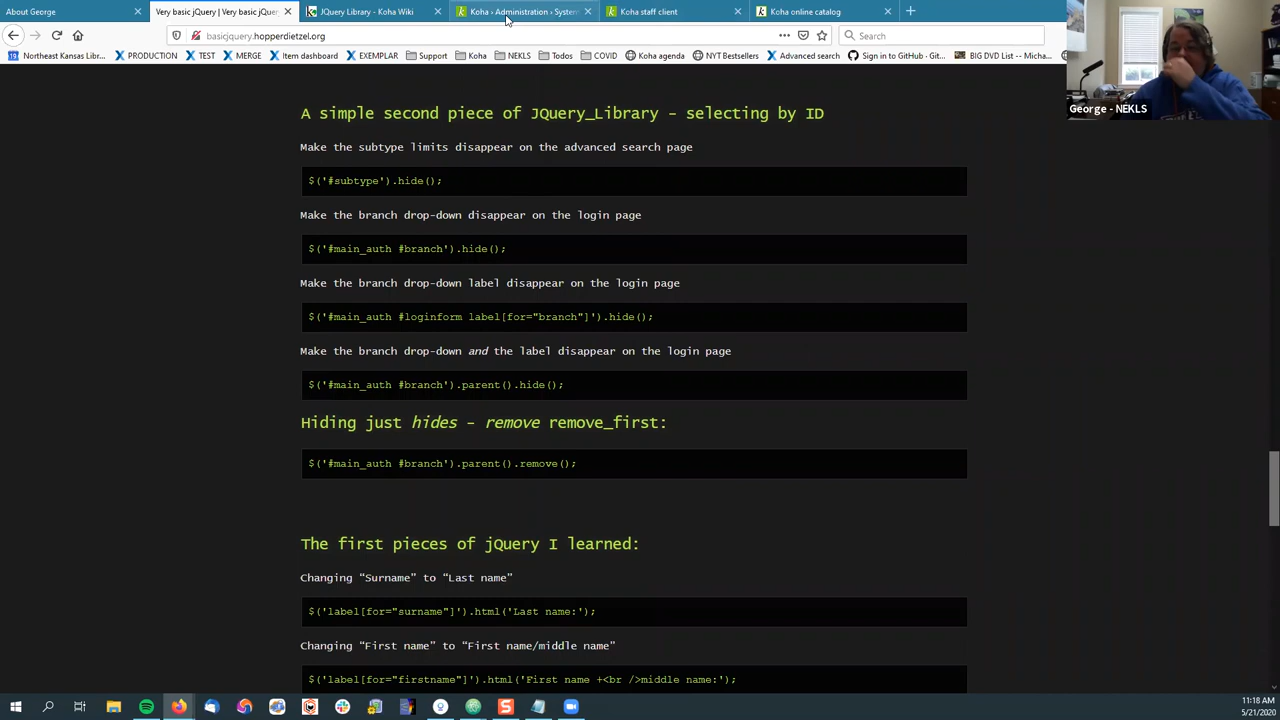 About George
Very basic jQuery | Very basic jQuer
JQuery Library - Koha Wiki
Koha › Administration › System
Koha staff client
Koha online catalog
basicjquery.hopperdietzel.org
Search
Northeast Kansas Libr...
PRODUCTION
TEST
MERGE
Item dashboard
EXEMPLAR
Support
Koha
NEKLS
Todos
COVID
Koha agenda
NYT Bestsellers
Advanced search
Sign in to GitHub · Git...
BIG DVD List -- Micha...
George - NEKLS
A simple second piece of JQuery_Library - selecting by ID
Make the subtype limits disappear on the advanced search page
$('#subtype').hide();
Make the branch drop-down disappear on the login page
$('#main_auth #branch').hide();
Make the branch drop-down label disappear on the login page
$('#main_auth #loginform label[for="branch"]').hide();
Make the branch drop-down and the label disappear on the login page
$('#main_auth #branch').parent().hide();
Hiding just hides - remove remove_first:
$('#main_auth #branch').parent().remove();
The first pieces of jQuery I learned:
Changing “Surname” to “Last name”
$('label[for="surname"]').html('Last name:');
Changing “First name” to “First name/middle name”
$('label[for="firstname"]').html('First name +<br />middle name:');
11:18 AM
5/21/2020